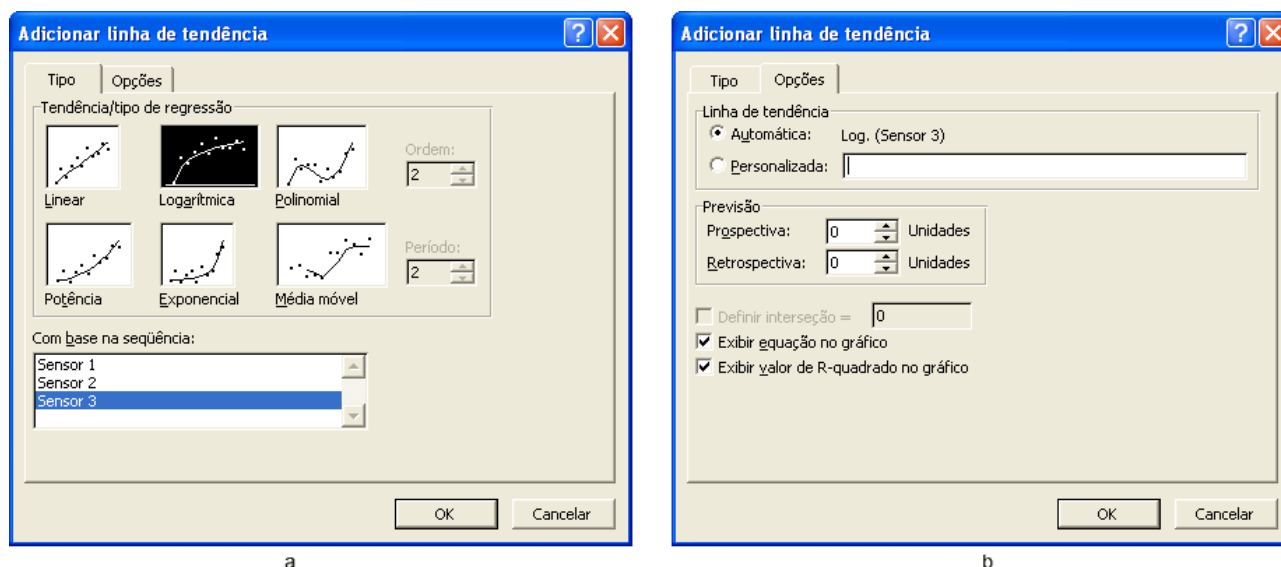 Adicionar linha de tendência
Tipo Opções
Tendência/tipo de regressão
Linear Logarítmica Polinomial
Ordem:
2
Potência Exponencial Média móvel
Período:
2
Com base na seqüência:
Sensor 1
Sensor 2
Sensor 3
OK Cancelar
a
Adicionar linha de tendência
Tipo Opções
Linha de tendência
Automática: Log. (Sensor 3)
Personalizada:
Previsão
Prospectiva: 0 Unidades
Retrospectiva: 0 Unidades
Definir interseção = 0
Exibir equação no gráfico
Exibir valor de R-quadrado no gráfico
OK Cancelar
b